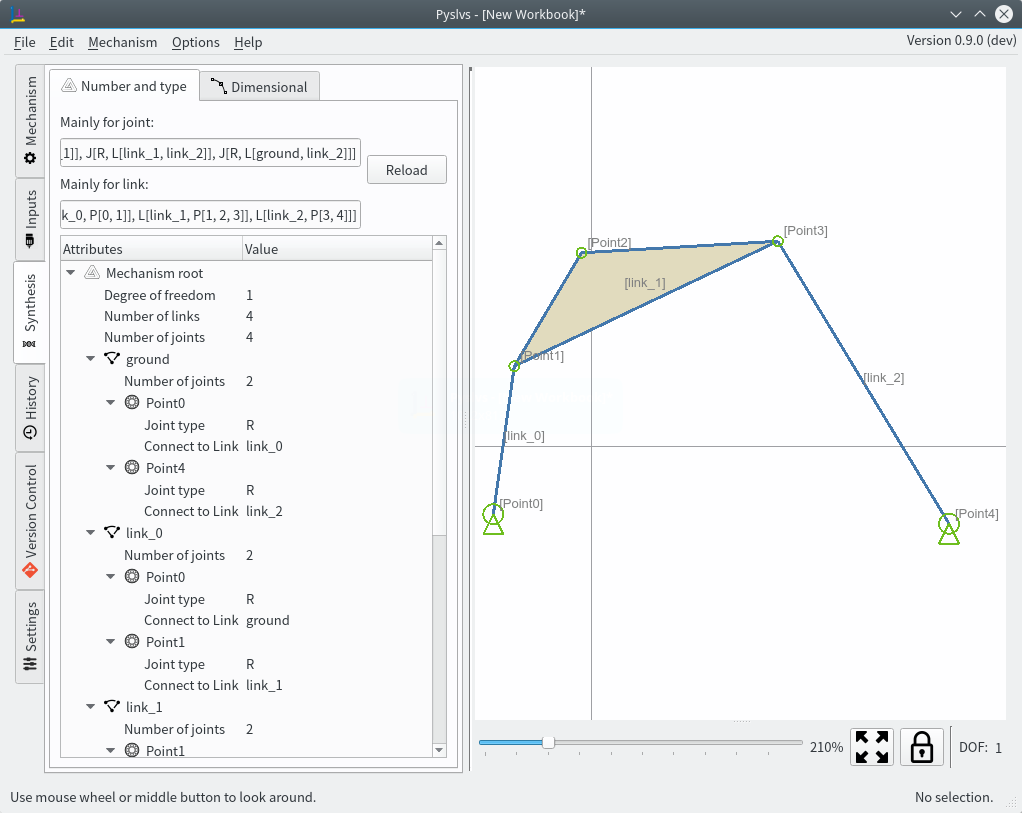 Pyslvs - [New Workbook]*
File Edit Mechanism Options Help
Version 0.9.0 (dev)
Mechanism
Inputs
Synthesis
History
Version Control
Settings
Number and type
Dimensional
Mainly for joint:
_1]], J[R, L[link_1, link_2]], J[R, L[ground, link_2]]]
Reload
Mainly for link:
k_0, P[0, 1]], L[link_1, P[1, 2, 3]], L[link_2, P[3, 4]]]
Attributes Value
Mechanism root
Degree of freedom 1
Number of links 4
Number of joints 4
ground
Number of joints 2
Point0
Joint type R
Connect to Link link_0
Point4
Joint type R
Connect to Link link_2
link_0
Number of joints 2
Point0
Joint type R
Connect to Link ground
Point1
Joint type R
Connect to Link link_1
link_1
Number of joints 2
Point1
[Point3]
[Point2]
[link_1]
[Point1]
[link_2]
[link_0]
[Point0]
[Point4]
210%
DOF: 1
Use mouse wheel or middle button to look around.
No selection.